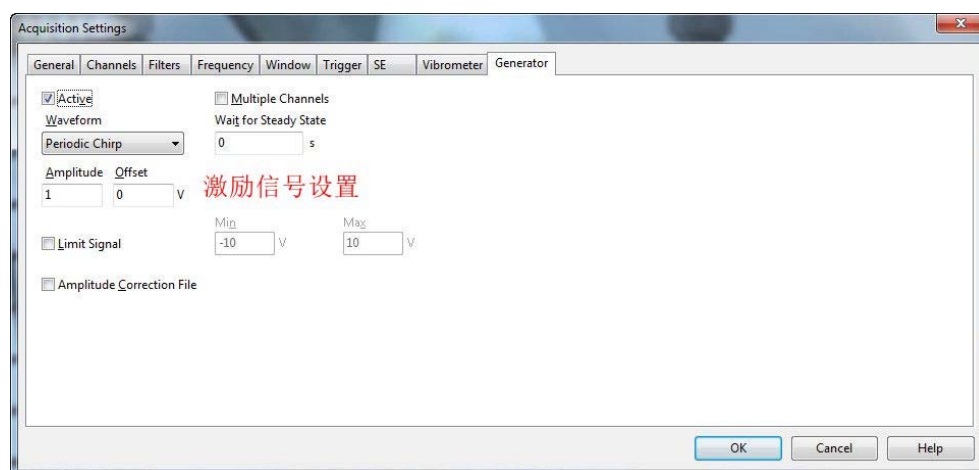 Acquisition Settings
General Channels Filters Frequency Window Trigger SE Vibrometer Generator
Active Multiple Channels
Waveform Wait for Steady State
Periodic Chirp 0 s
Amplitude Offset
1 0 V 激励信号设置
Min Max
Limit Signal -10 V 10 V
Amplitude Correction File
OK Cancel Help